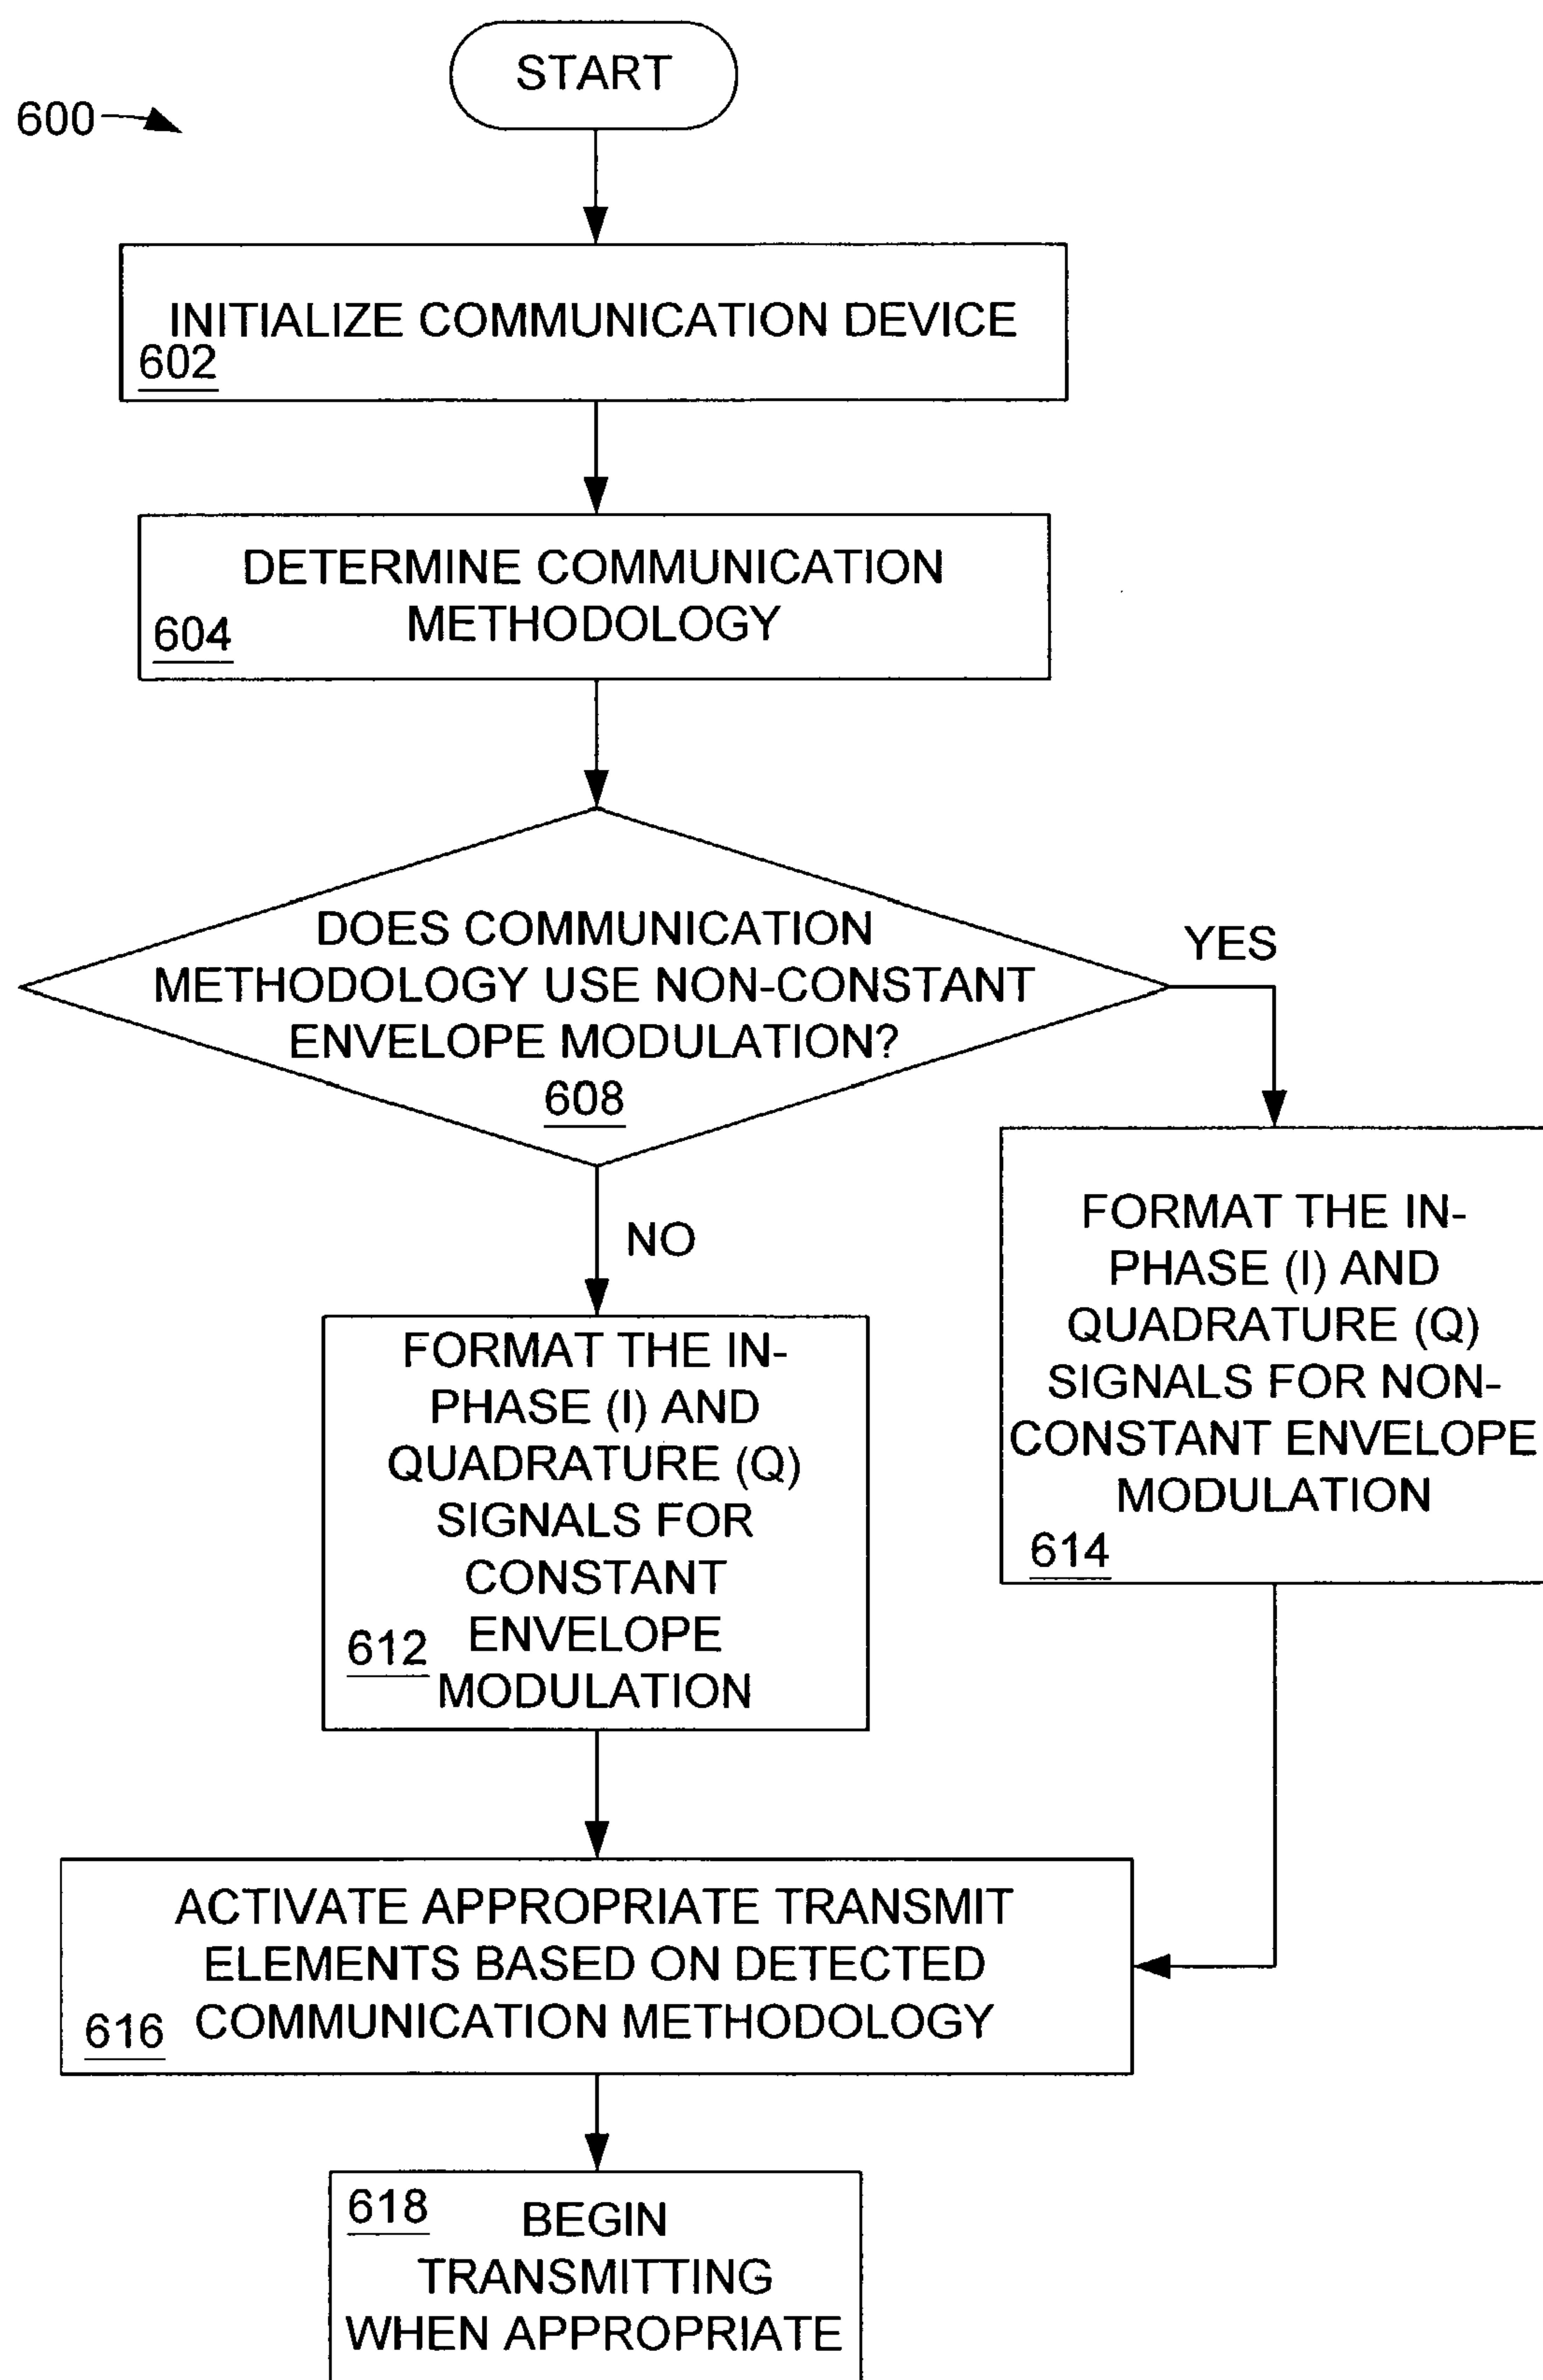 START
600
INITIALIZE COMMUNICATION DEVICE
602
DETERMINE COMMUNICATION
METHODOLOGY
604
DOES COMMUNICATION
METHODOLOGY USE NON-CONSTANT
ENVELOPE MODULATION?
608
YES
NO
FORMAT THE IN-
PHASE (I) AND
QUADRATURE (Q)
SIGNALS FOR NON-
CONSTANT ENVELOPE
MODULATION
614
FORMAT THE IN-
PHASE (I) AND
QUADRATURE (Q)
SIGNALS FOR
CONSTANT
ENVELOPE
612
MODULATION
ACTIVATE APPROPRIATE TRANSMIT
ELEMENTS BASED ON DETECTED
COMMUNICATION METHODOLOGY
616
618
BEGIN
TRANSMITTING
WHEN APPROPRIATE